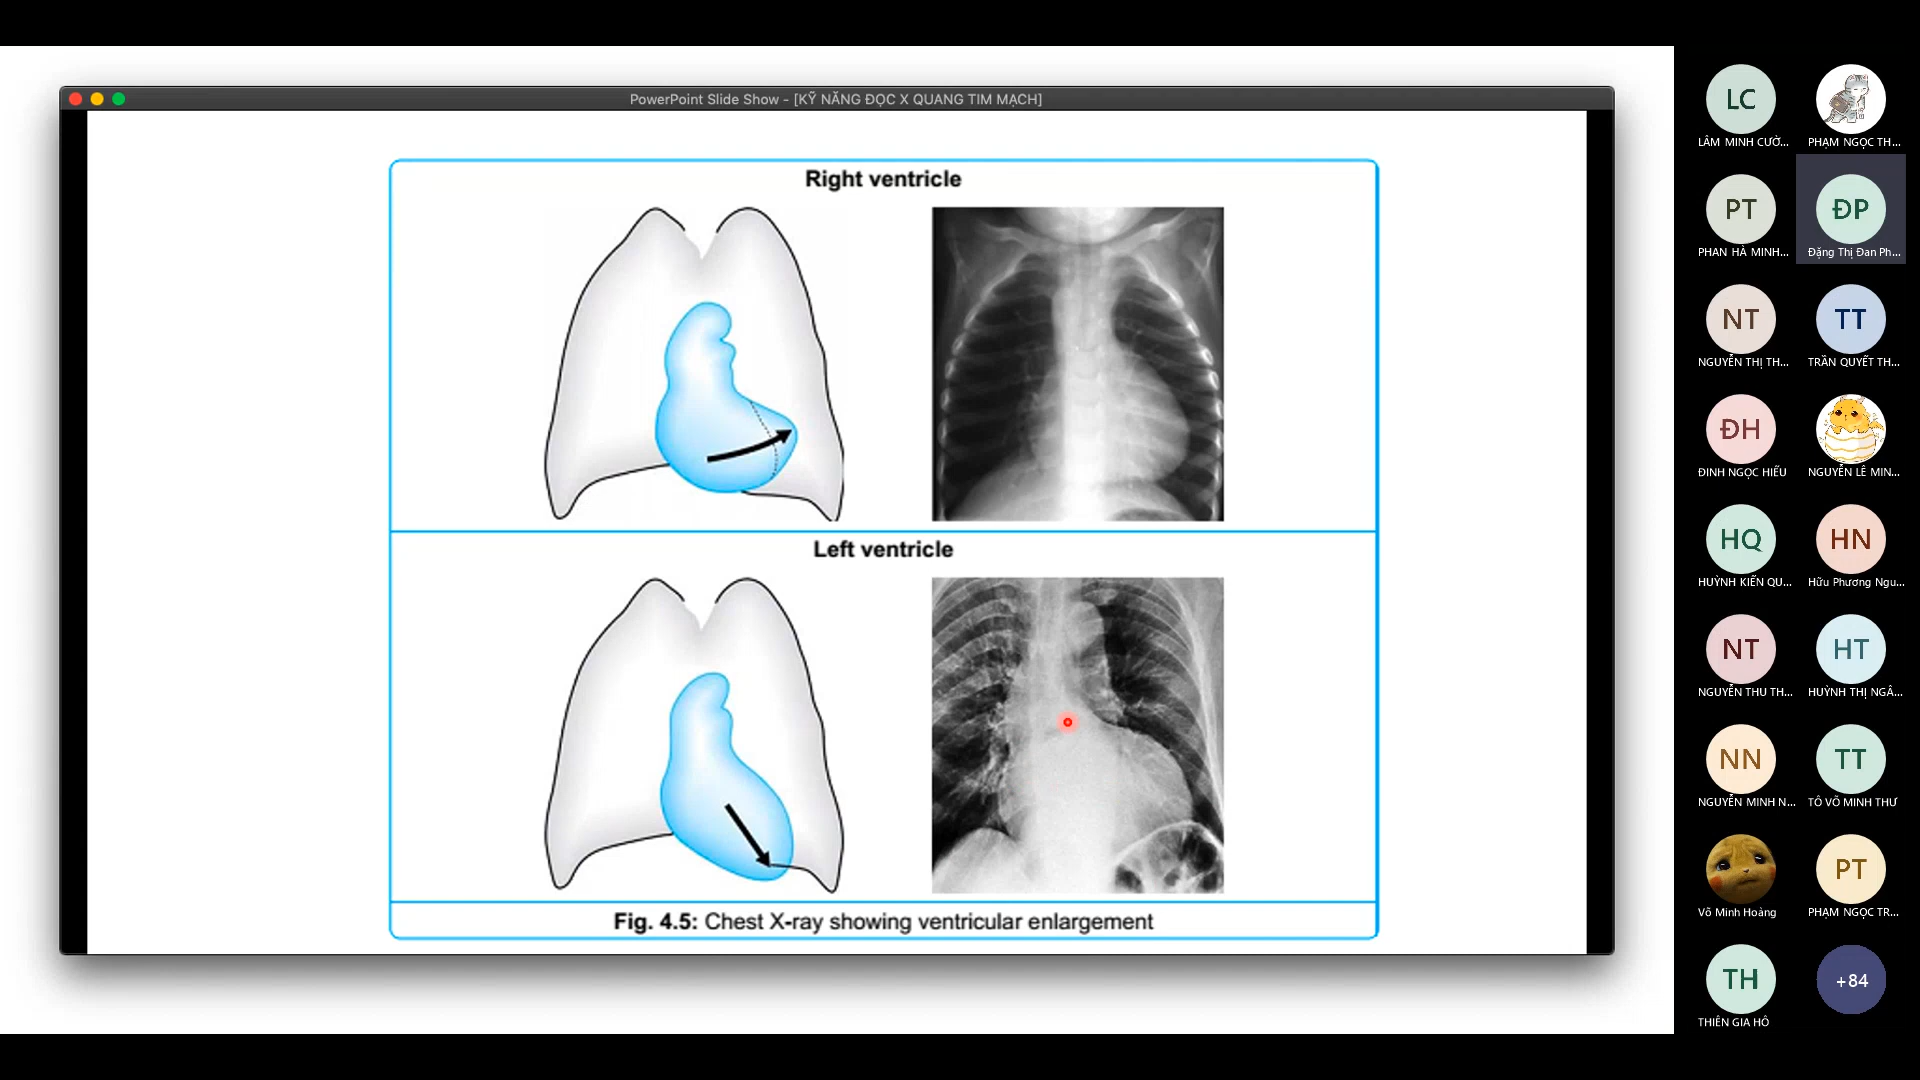 PowerPoint Slide Show - [KỸ NĂNG ĐỌC X QUANG TIM MẠCH]
Right ventricle
Left ventricle
Fig. 4.5: Chest X-ray showing ventricular enlargement
LC
LÂM MINH CƯỜ...
PHẠM NGỌC TH...
PT
PHAN HÀ MINH...
ĐP
Đặng Thị Đan Ph...
NT
NGUYỄN THỊ TH...
TT
TRẦN QUYẾT TH...
ĐH
ĐINH NGỌC HIẾU
NGUYỄN LÊ MIN...
HQ
HUỲNH KIẾN QU...
HN
Hữu Phương Ngu...
NT
NGUYỄN THU TH...
HT
HUỲNH THỊ NGÂ...
NN
NGUYỄN MINH N...
TT
TÔ VÕ MINH THƯ
Võ Minh Hoàng
PT
PHẠM NGỌC TR...
TH
THIÊN GIA HỒ
+84